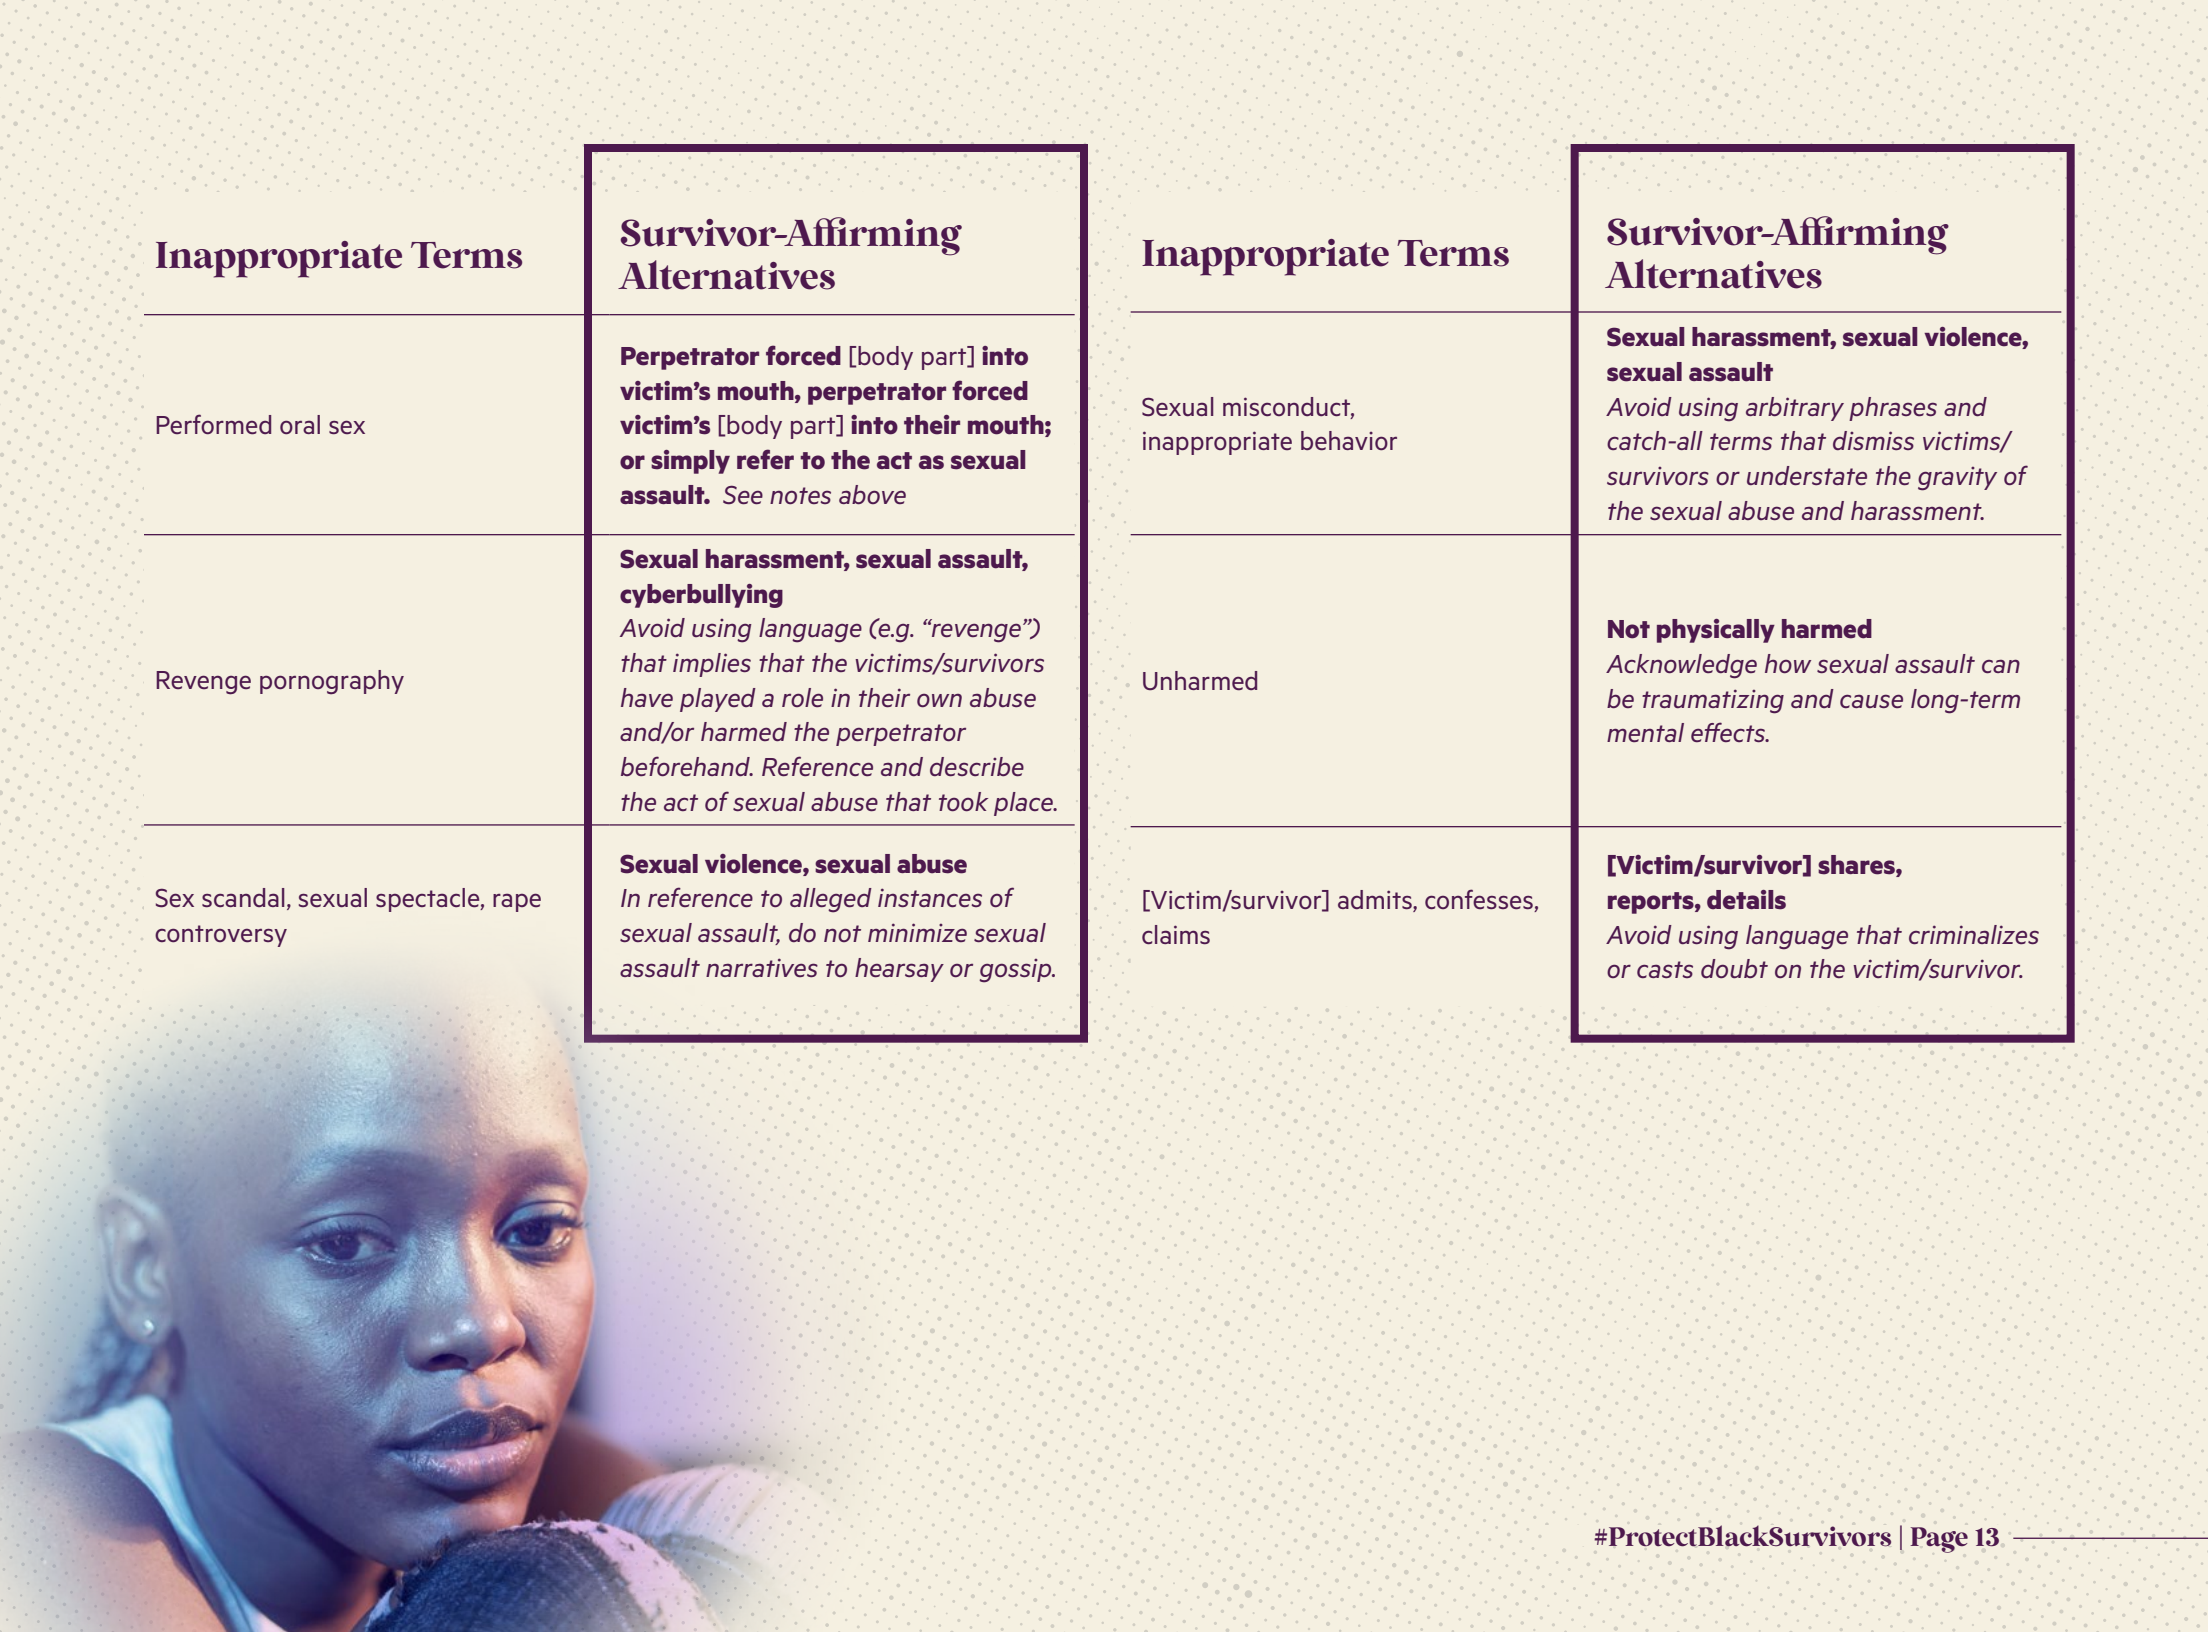 Inappropriate Terms
Survivor-Affirming
Alternatives
Performed oral sex
Perpetrator forced [body part] into
victim’s mouth, perpetrator forced
victim’s [body part] into their mouth;
or simply refer to the act as sexual
assault. See notes above
Revenge pornography
Sexual harassment, sexual assault,
cyberbullying
Avoid using language (e.g. “revenge”)
that implies that the victims/survivors
have played a role in their own abuse
and/or harmed the perpetrator
beforehand. Reference and describe
the act of sexual abuse that took place.
Sex scandal, sexual spectacle, rape
controversy
Sexual violence, sexual abuse
In reference to alleged instances of
sexual assault, do not minimize sexual
assault narratives to hearsay or gossip.
Inappropriate Terms
Survivor-Affirming
Alternatives
Sexual misconduct,
inappropriate behavior
Sexual harassment, sexual violence,
sexual assault
Avoid using arbitrary phrases and
catch-all terms that dismiss victims/
survivors or understate the gravity of
the sexual abuse and harassment.
Unharmed
Not physically harmed
Acknowledge how sexual assault can
be traumatizing and cause long-term
mental effects.
[Victim/survivor] admits, confesses,
claims
[Victim/survivor] shares,
reports, details
Avoid using language that criminalizes
or casts doubt on the victim/survivor.
#ProtectBlackSurvivors | Page 13